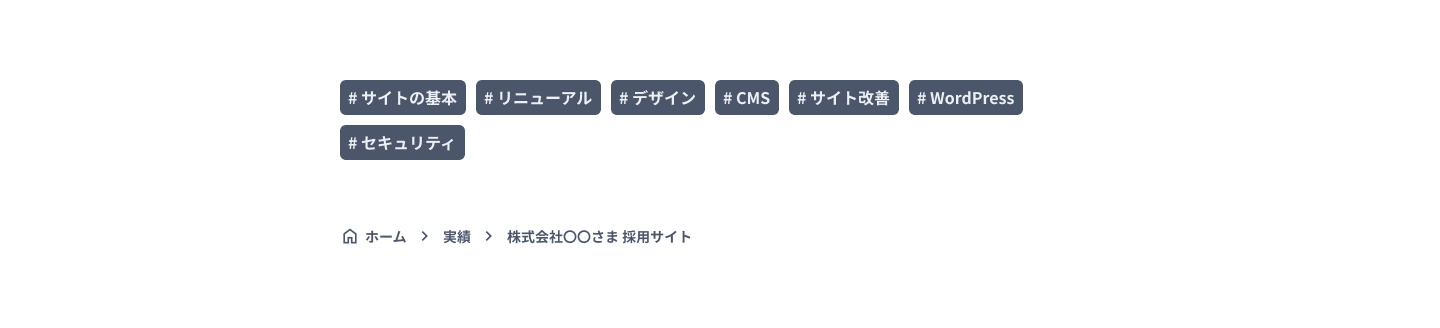 # サイトの基本 # リニューアル # デザイン # CMS # サイト改善 # WordPress
# セキュリティ
ホーム > 実績 > 株式会社〇〇さま 採用サイト